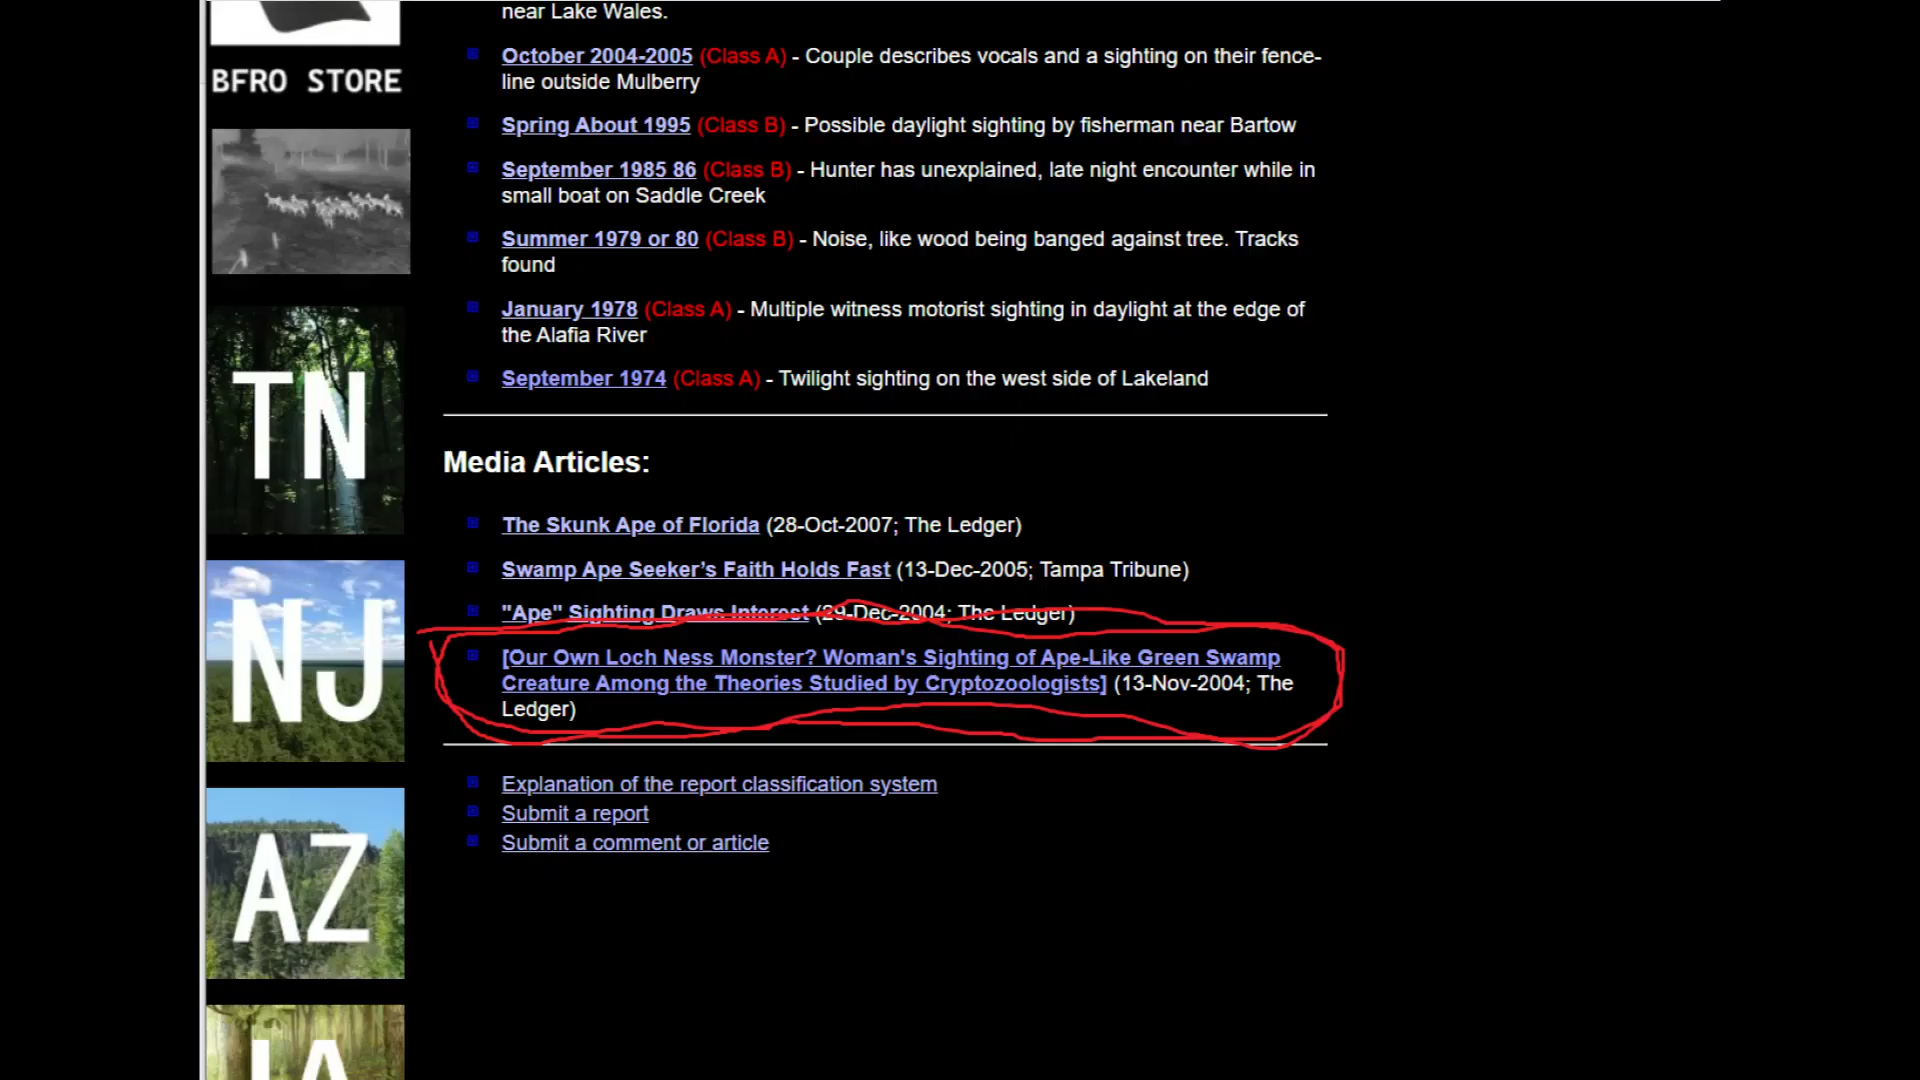 near Lake Wales.
October 2004-2005 (Class A) - Couple describes vocals and a sighting on their fence-
line outside Mulberry
BFRO STORE
Spring About 1995 (Class B) - Possible daylight sighting by fisherman near Bartow
September 1985 86 (Class B) - Hunter has unexplained, late night encounter while in
small boat on Saddle Creek
Summer 1979 or 80 (Class B) - Noise, like wood being banged against tree. Tracks
found
January 1978 (Class A) - Multiple witness motorist sighting in daylight at the edge of
the Alafia River
September 1974 (Class A) - Twilight sighting on the west side of Lakeland
TN
Media Articles:
The Skunk Ape of Florida (28-Oct-2007; The Ledger)
Swamp Ape Seeker’s Faith Holds Fast (13-Dec-2005; Tampa Tribune)
"Ape" Sighting Draws Interest (29-Dec-2004; The Ledger)
NJ
[Our Own Loch Ness Monster? Woman's Sighting of Ape-Like Green Swamp
Creature Among the Theories Studied by Cryptozoologists] (13-Nov-2004; The
Ledger)
Explanation of the report classification system
Submit a report
Submit a comment or article
AZ